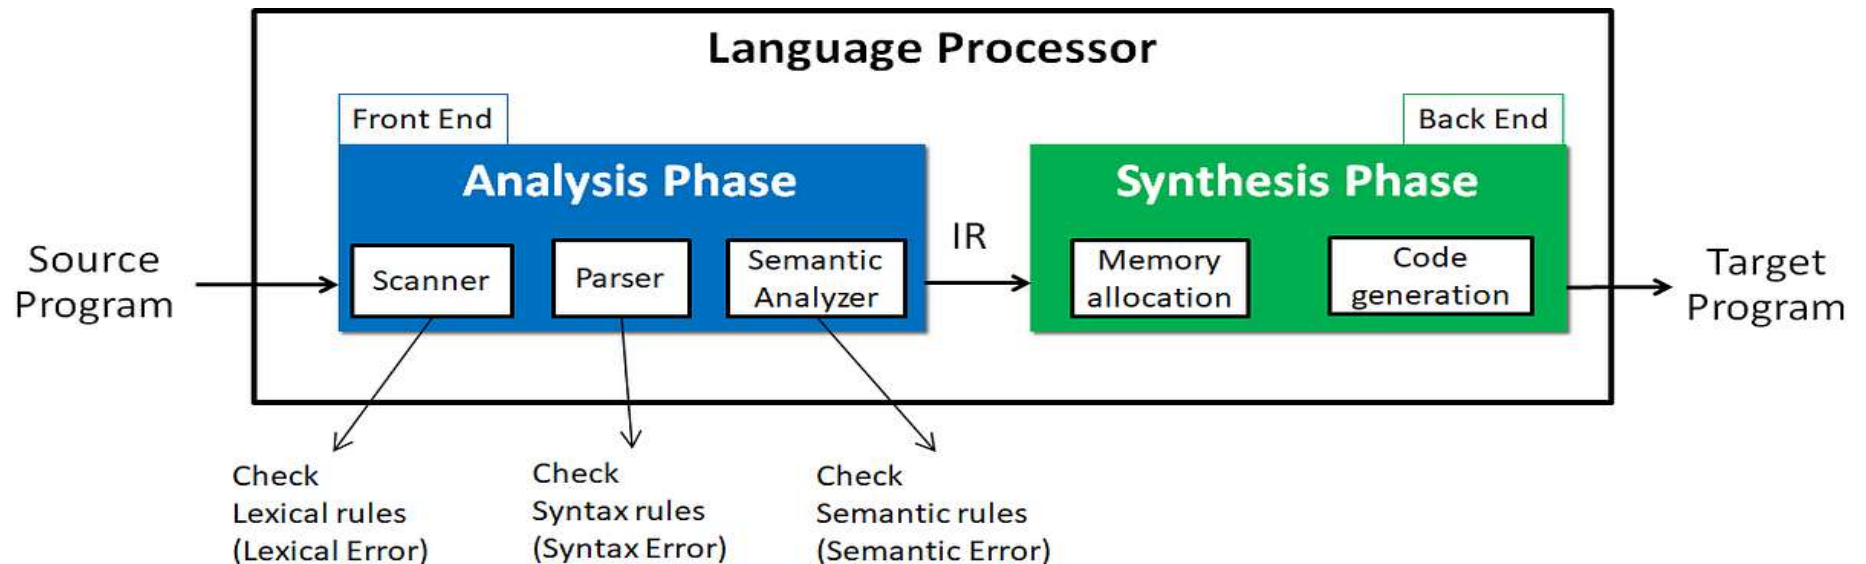 Language Processor
Front End
Back End
Analysis Phase
Synthesis Phase
Source
Program
Scanner
Parser
Semantic
Analyzer
IR
Memory
allocation
Code
generation
Target
Program
Check
Lexical rules
(Lexical Error)
Check
Syntax rules
(Syntax Error)
Check
Semantic rules
(Semantic Error)